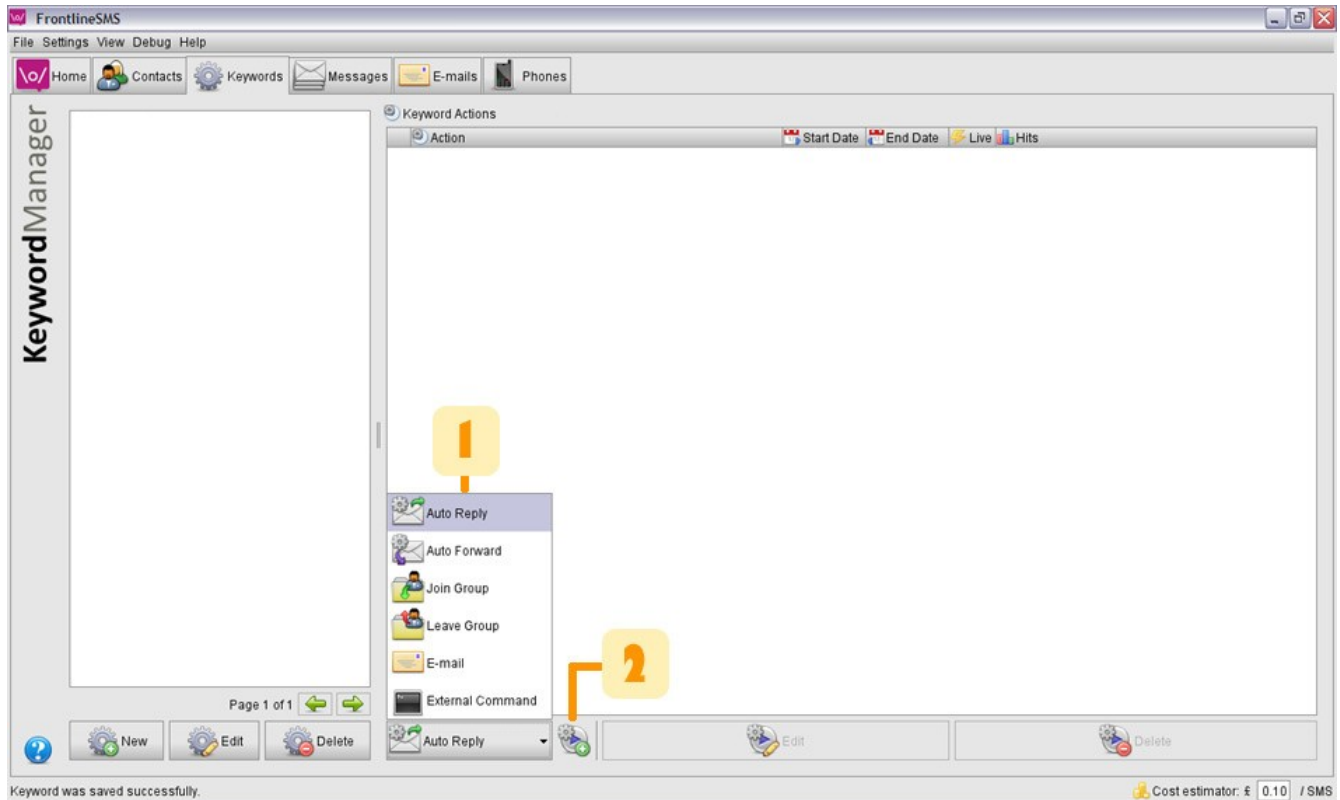 \o/ FrontlineSMS
File Settings View Debug Help
\o/ Home Contacts Keywords Messages E-mails Phones
KeywordManager
Keyword Actions
Action Start Date End Date Live Hits
1
Auto Reply
Auto Forward
Join Group
Leave Group
E-mail
2
External Command
Page 1 of 1
? New Edit Delete Auto Reply Edit Delete
Keyword was saved successfully. Cost estimator: £ 0.10 / SMS